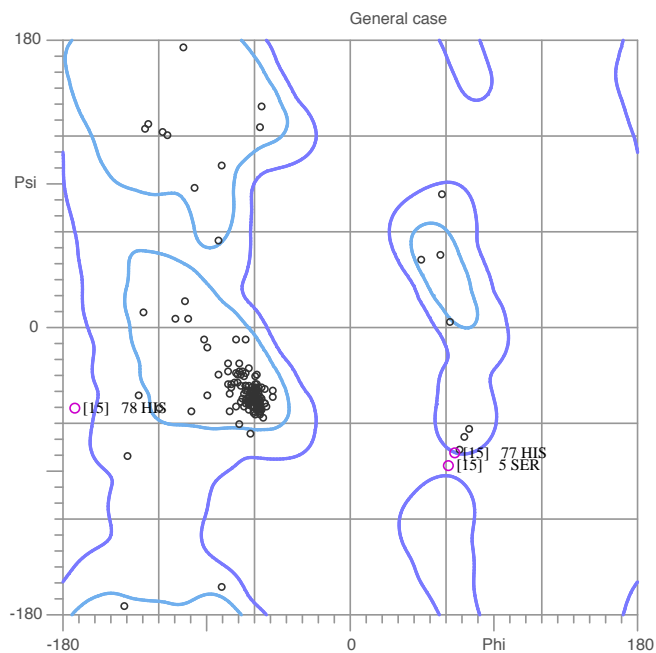 General case
180
Psi
0
[15] 78 HIS
[15] 77 HIS
[15] 5 SER
-180
-180
0
Phi
180